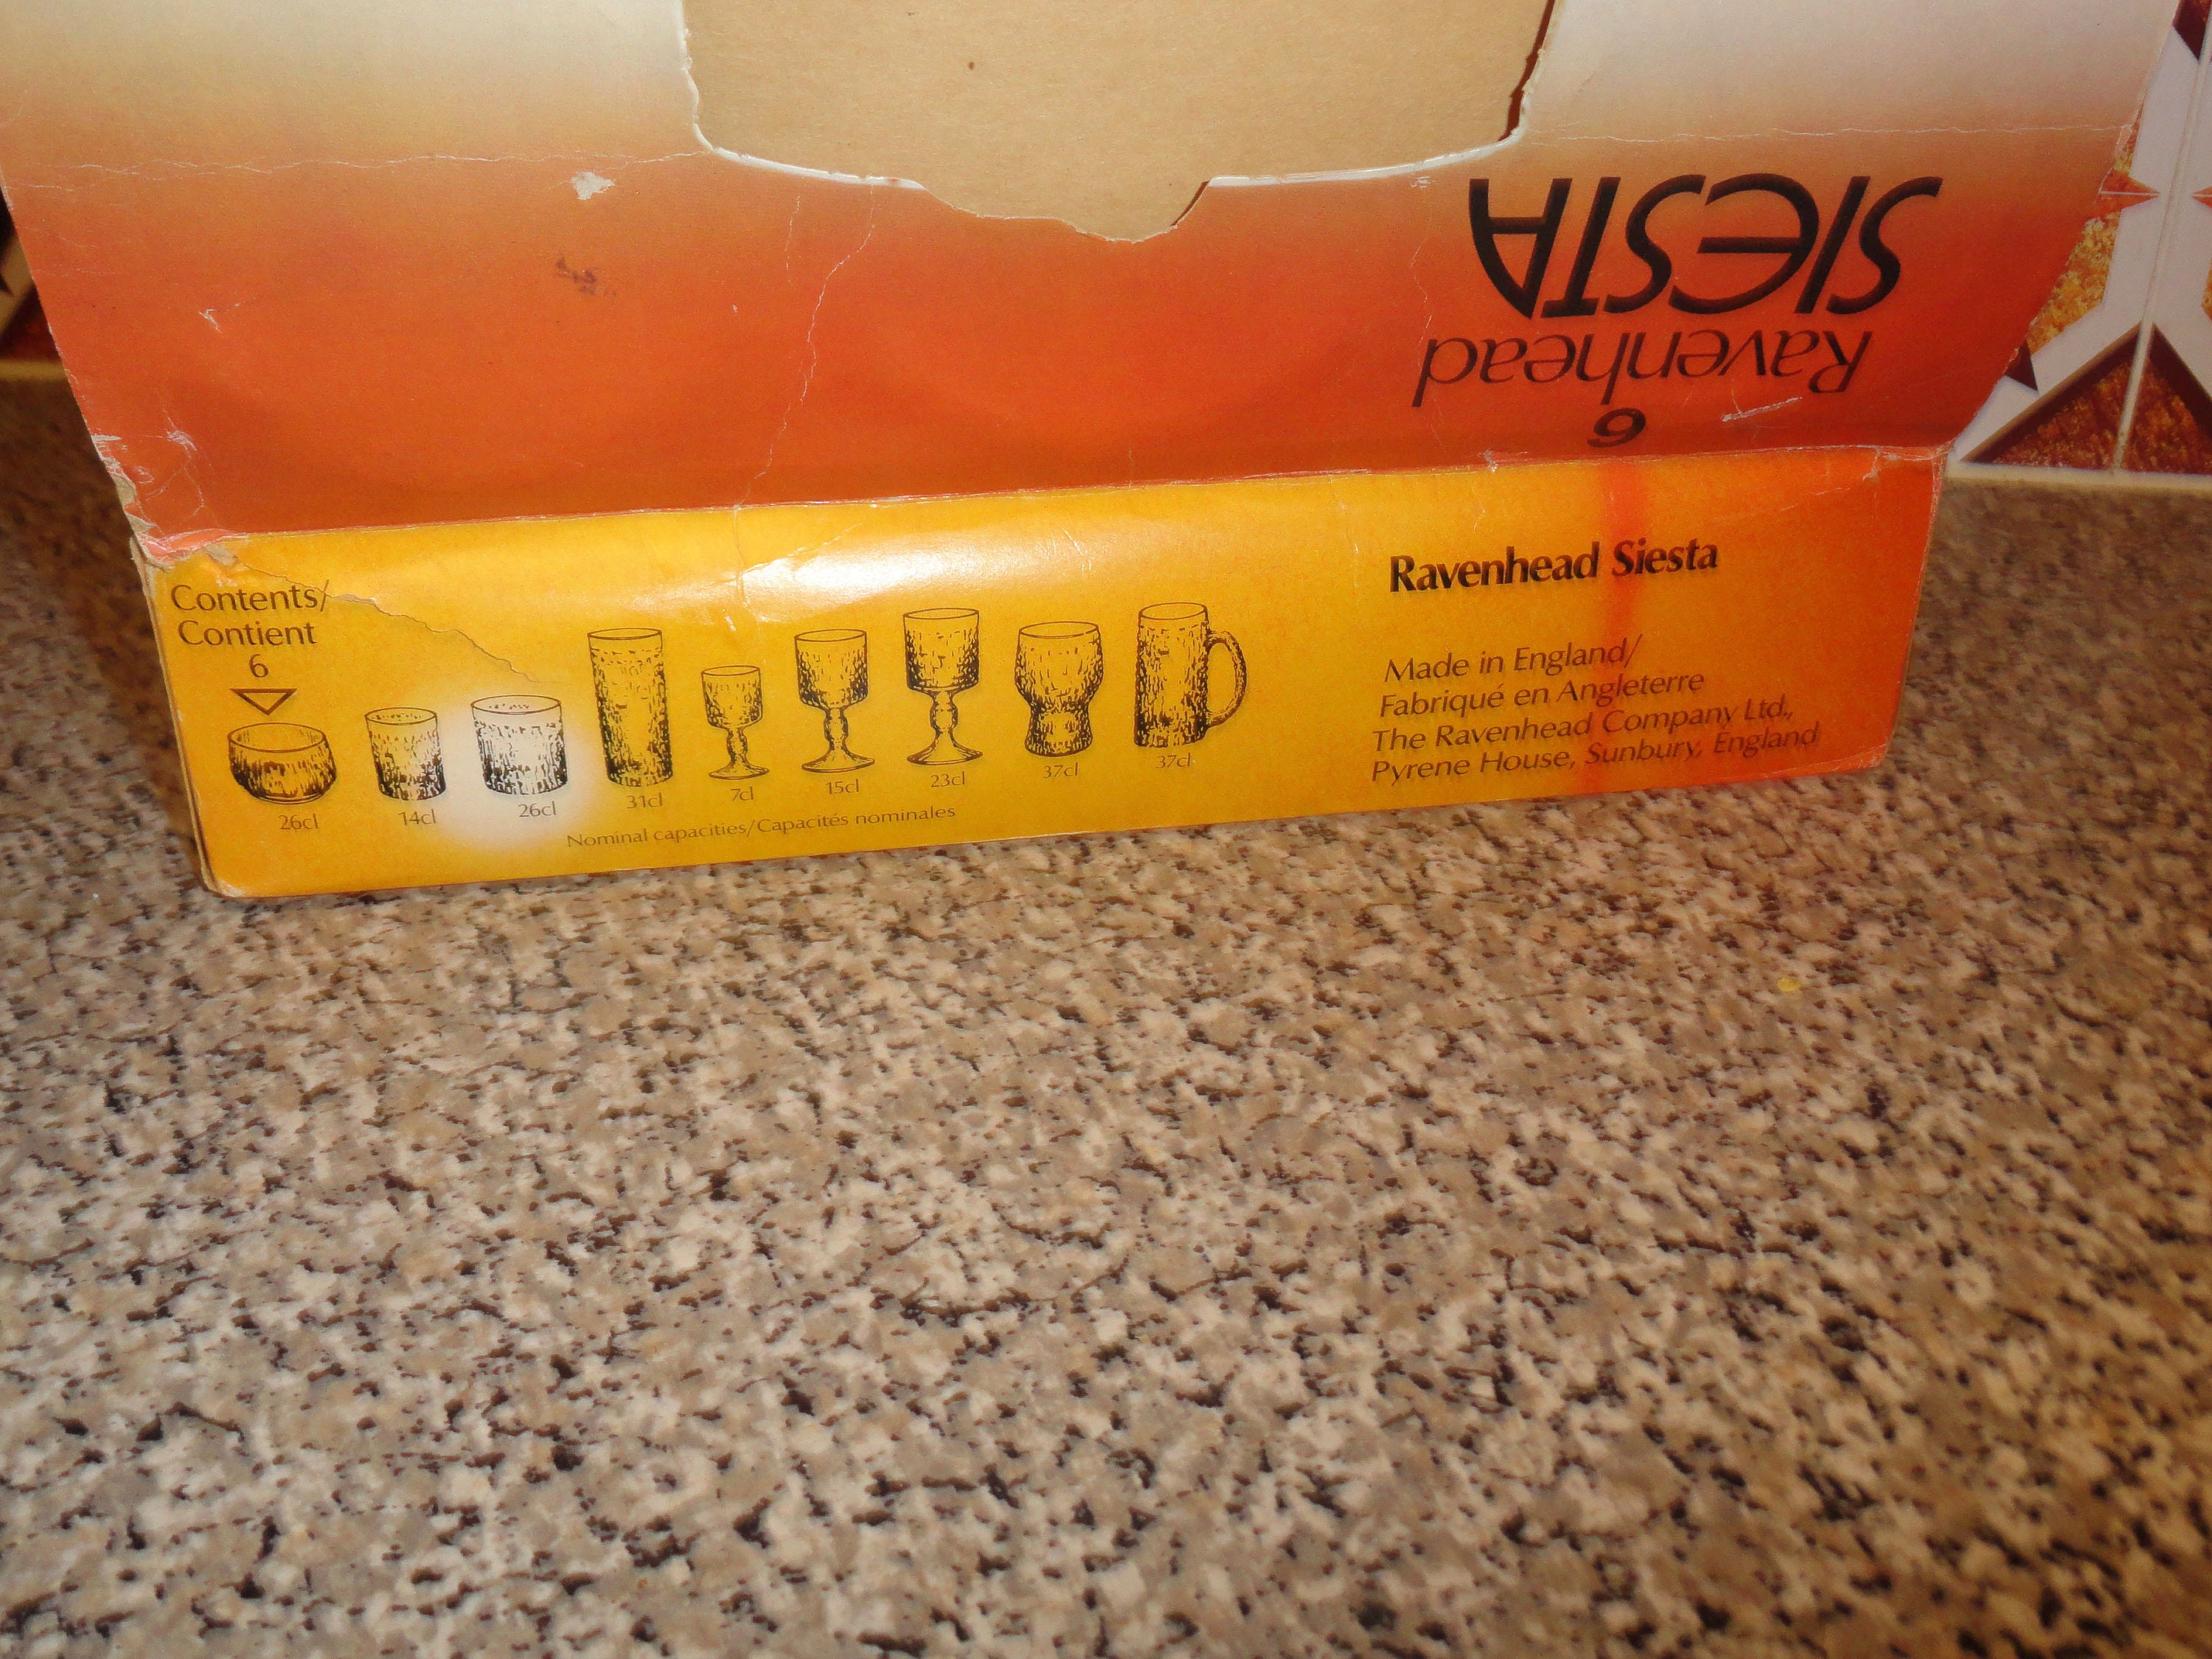 6
Ravenhead
SIESTA
Contents/
Contient
6
26cl
14cl
26cl
31cl
7cl
15cl
23cl
37cl
37cl
Nominal capacities/Capacités nominales
Ravenhead Siesta
Made in England/
Fabriqué en Angleterre
The Ravenhead Company Ltd.,
Pyrene House, Sunbury, England